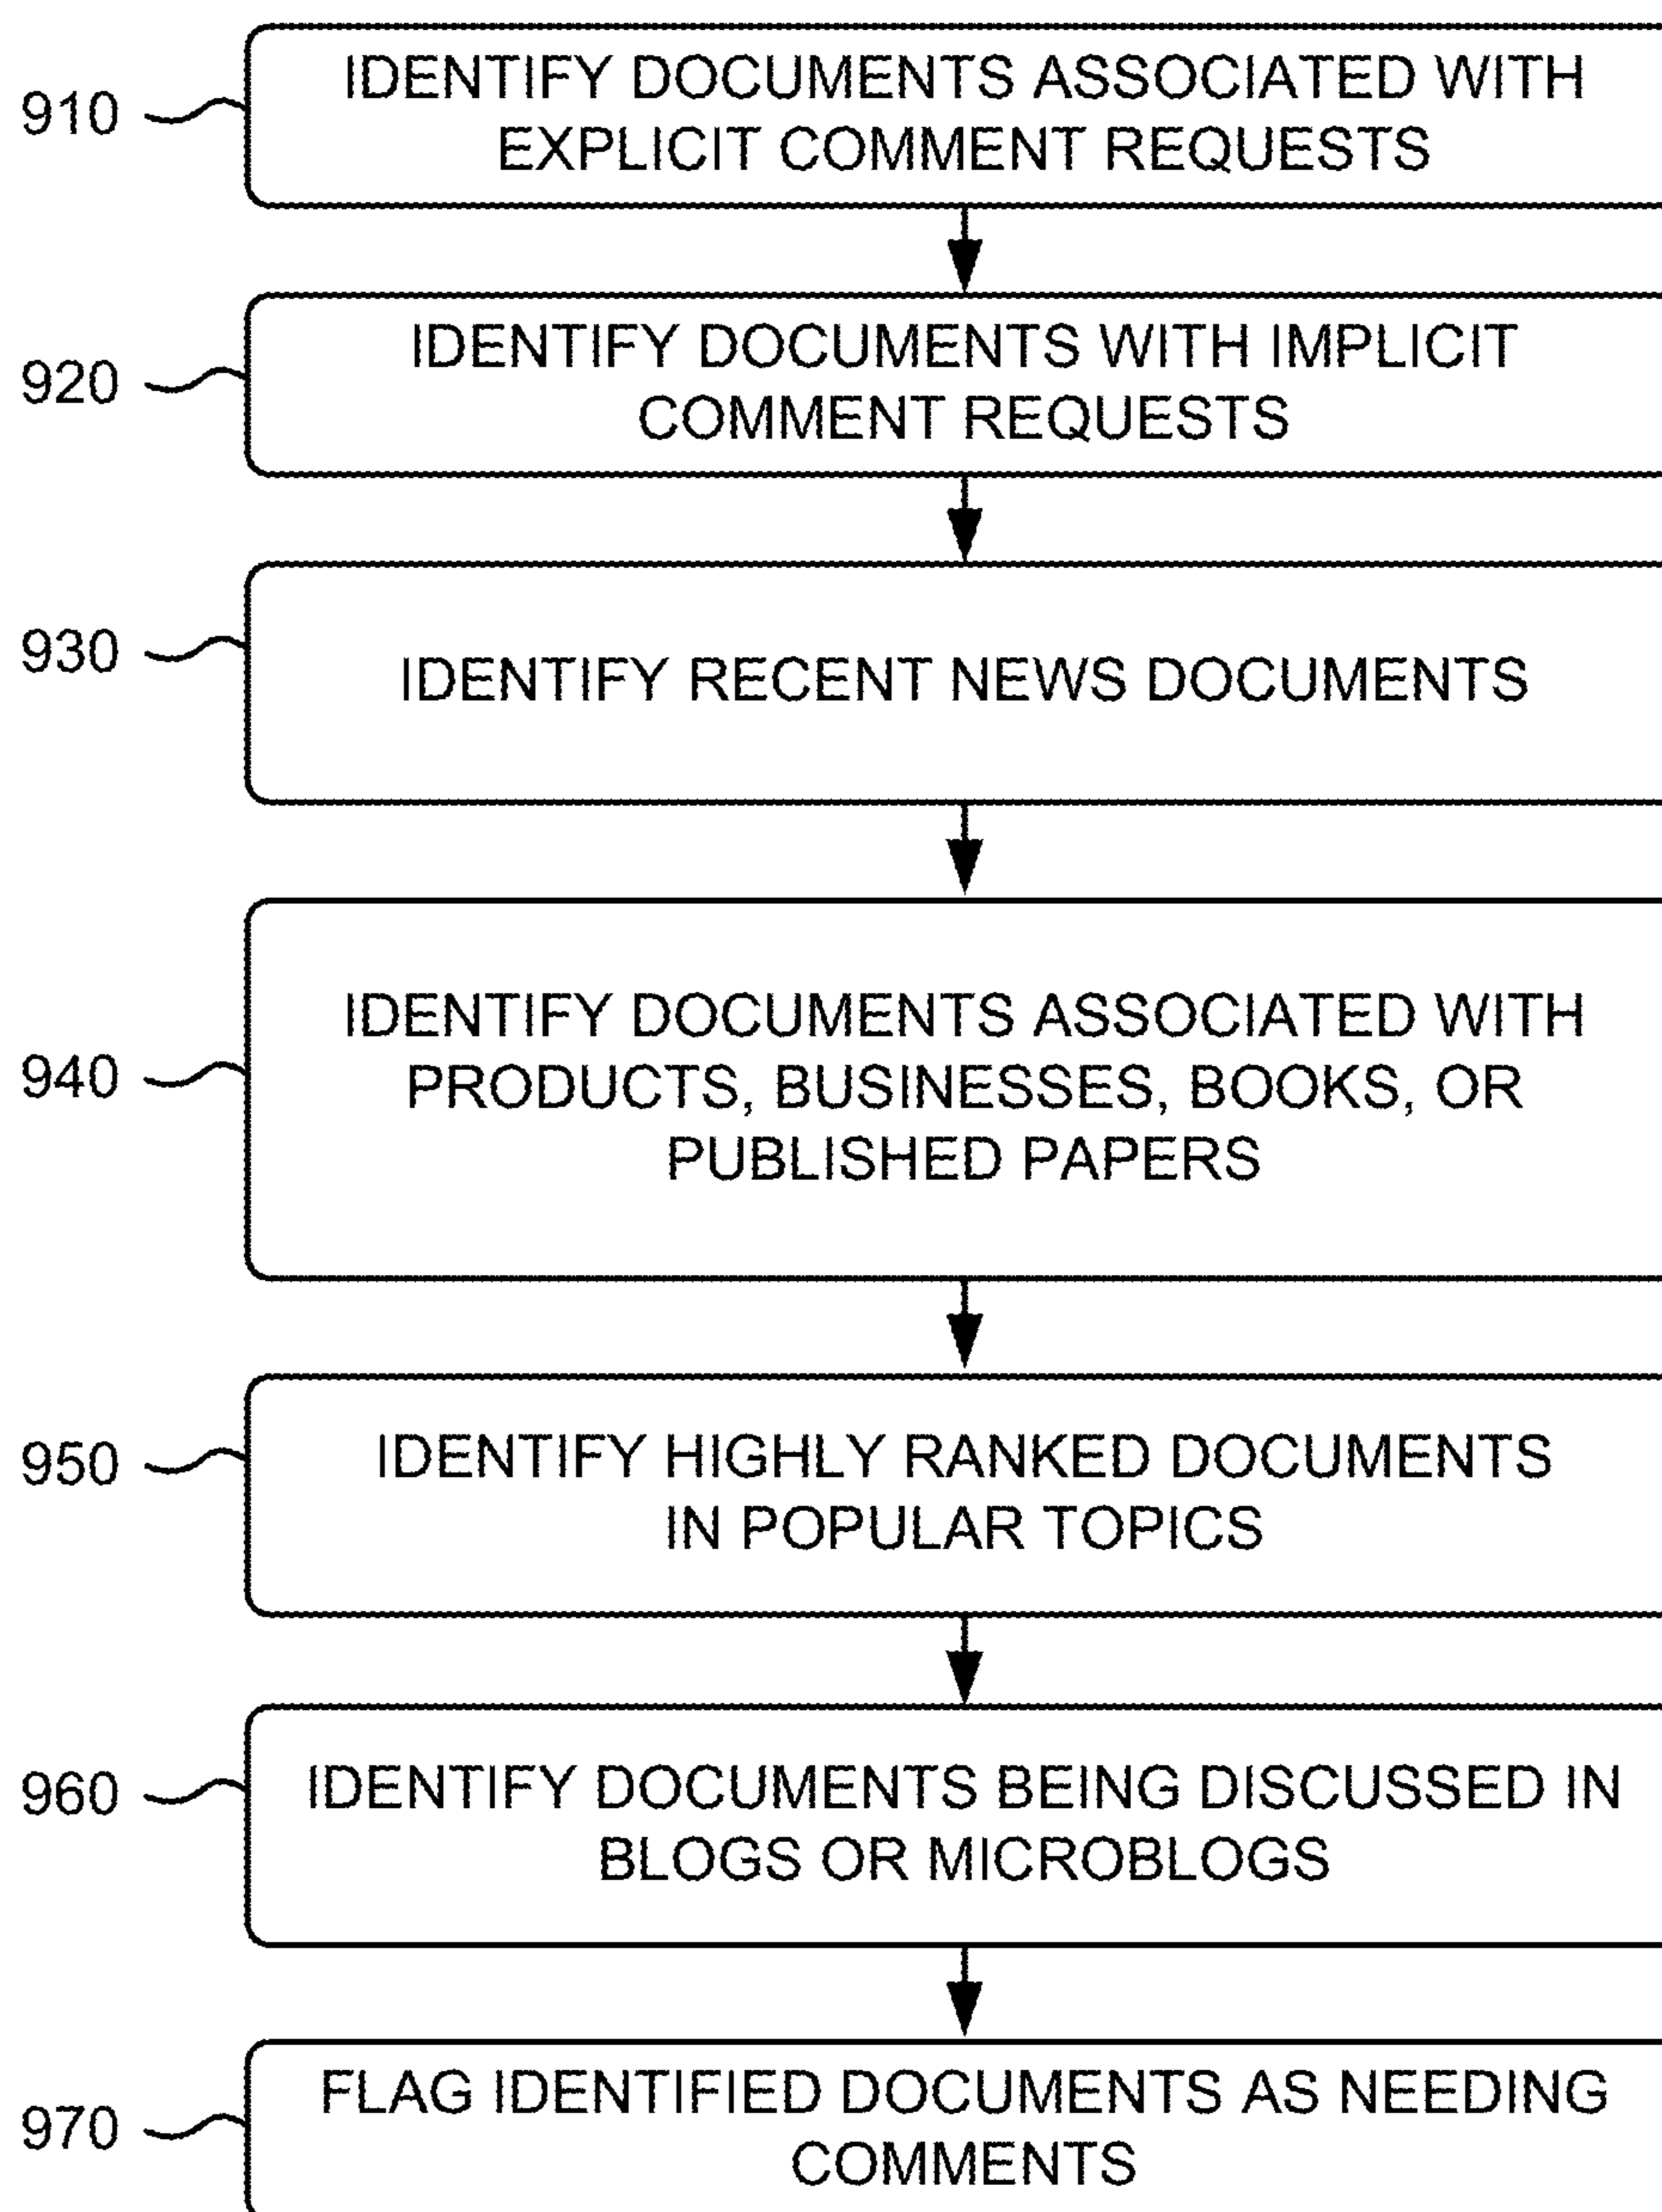 910
IDENTIFY DOCUMENTS ASSOCIATED WITH
EXPLICIT COMMENT REQUESTS
920
IDENTIFY DOCUMENTS WITH IMPLICIT
COMMENT REQUESTS
930
IDENTIFY RECENT NEWS DOCUMENTS
940
IDENTIFY DOCUMENTS ASSOCIATED WITH
PRODUCTS, BUSINESSES, BOOKS, OR
PUBLISHED PAPERS
950
IDENTIFY HIGHLY RANKED DOCUMENTS
IN POPULAR TOPICS
960
IDENTIFY DOCUMENTS BEING DISCUSSED IN
BLOGS OR MICROBLOGS
970
FLAG IDENTIFIED DOCUMENTS AS NEEDING
COMMENTS